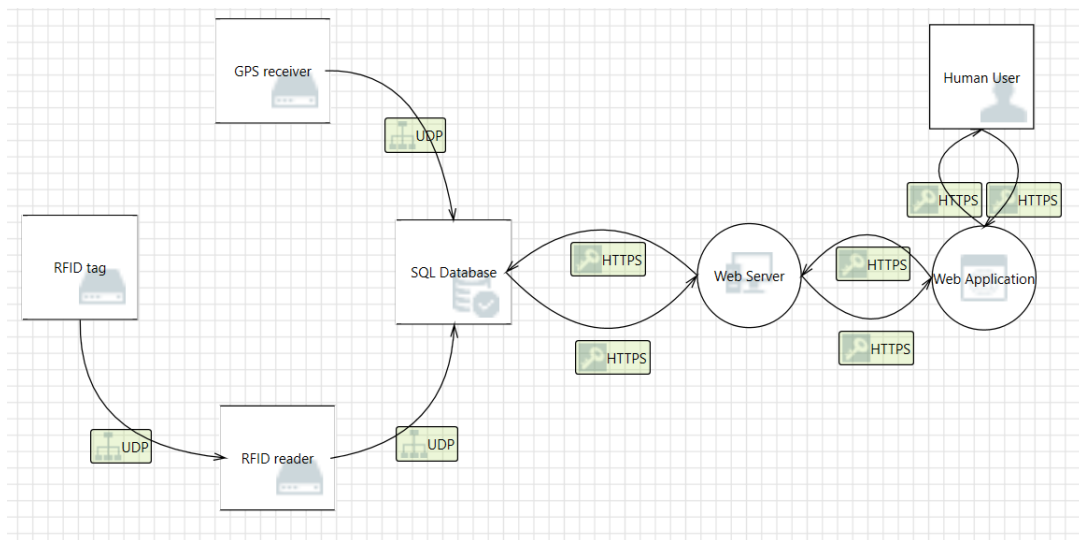 GPS receiver
Human User
UDP
HTTPS
HTTPS
RFID tag
SQL Database
HTTPS
Web Server
HTTPS
Web Application
HTTPS
HTTPS
UDP
RFID reader
UDP